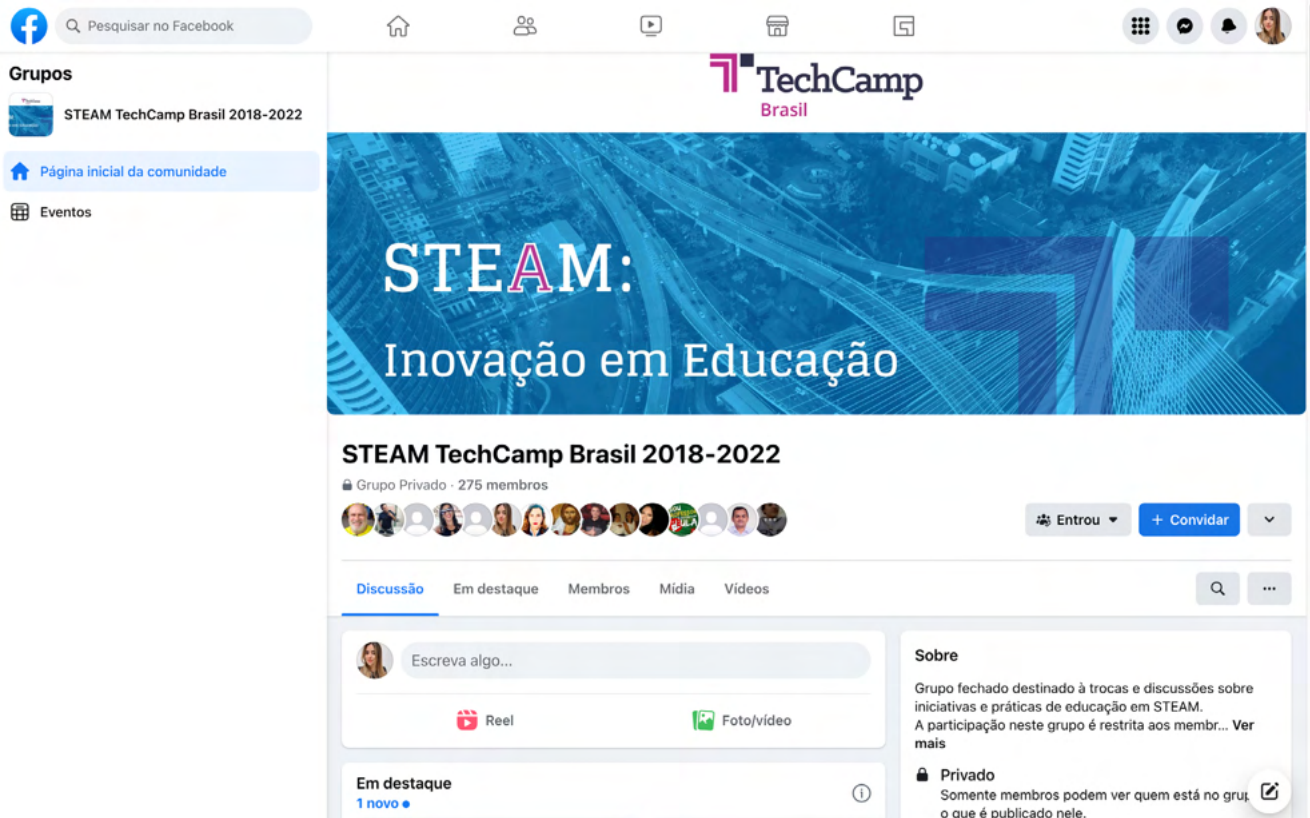 Pesquisar no Facebook
Grupos
STEAM TechCamp Brasil 2018-2022
Página inicial da comunidade
Eventos
TechCamp
Brasil
STEAM:
Inovação em Educação
STEAM TechCamp Brasil 2018-2022
Grupo Privado · 275 membros
Entrou
+ Convidar
Discussão
Em destaque
Membros
Mídia
Vídeos
Escreva algo...
Reel
Foto/vídeo
Em destaque
1 novo
Sobre
Grupo fechado destinado à trocas e discussões sobre
iniciativas e práticas de educação em STEAM.
A participação neste grupo é restrita aos membr... Ver
mais
Privado
Somente membros podem ver quem está no grup
o que é publicado nele.